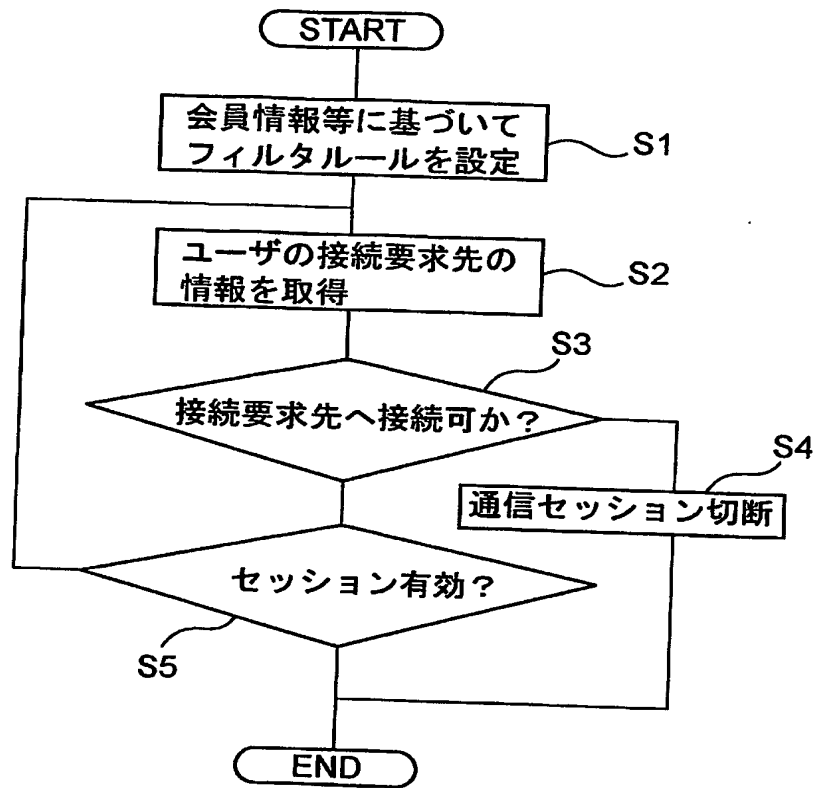 START
会員情報等に基づいて
フィルタルールを設定
S1
ユーザの接続要求先の
情報を取得
S2
S3
接続要求先へ接続可か？
S4
通信セッション切断
セッション有効？
S5
END